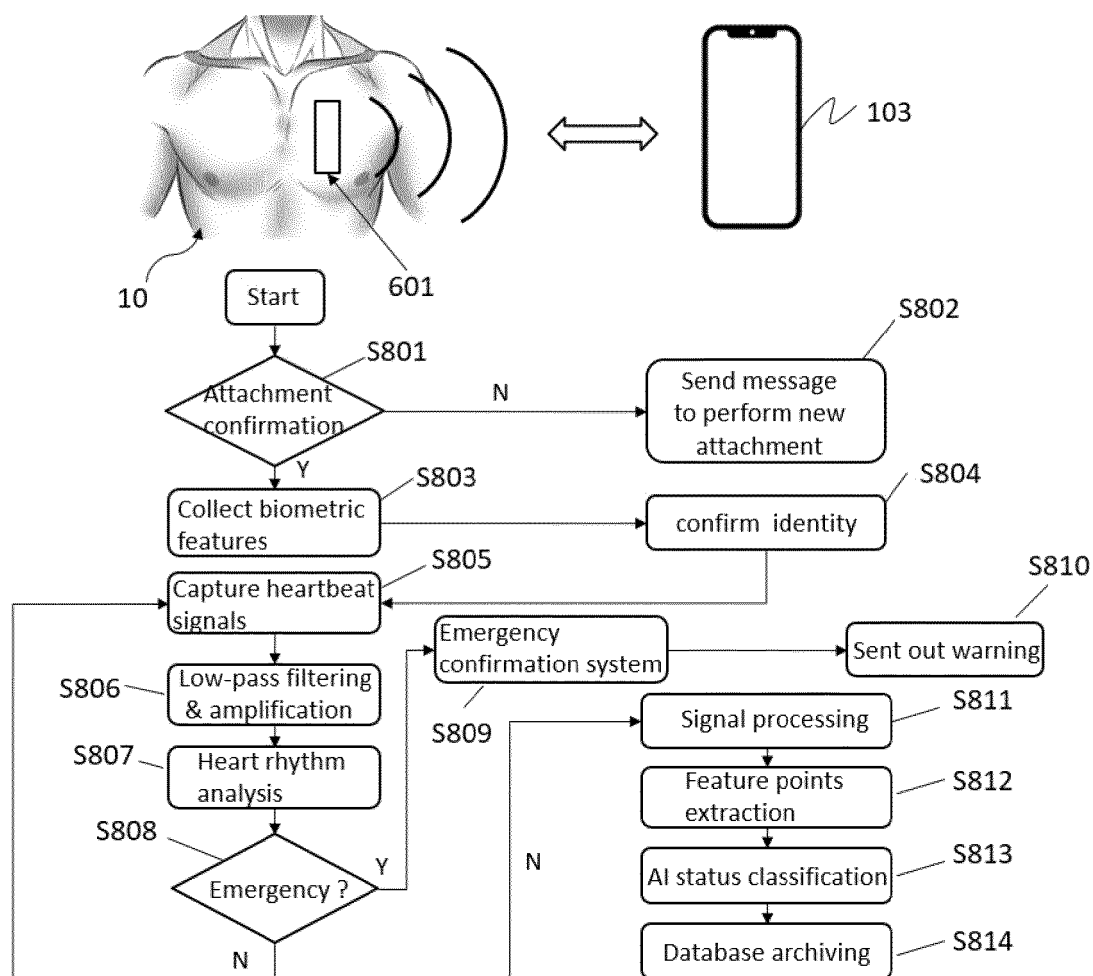 103
601
10
Start
S801
S802
Attachment
confirmation
N
Send message
to perform new
attachment
Y
S803
S804
Collect biometric
features
confirm identity
S805
Capture heartbeat
signals
S810
Emergency
confirmation system
Sent out warning
S806
Low-pass filtering
& amplification
S809
S811
Signal processing
S807
Heart rhythm
analysis
S812
Feature points
extraction
S808
Emergency ?
Y
N
S813
AI status classification
N
S814
Database archiving